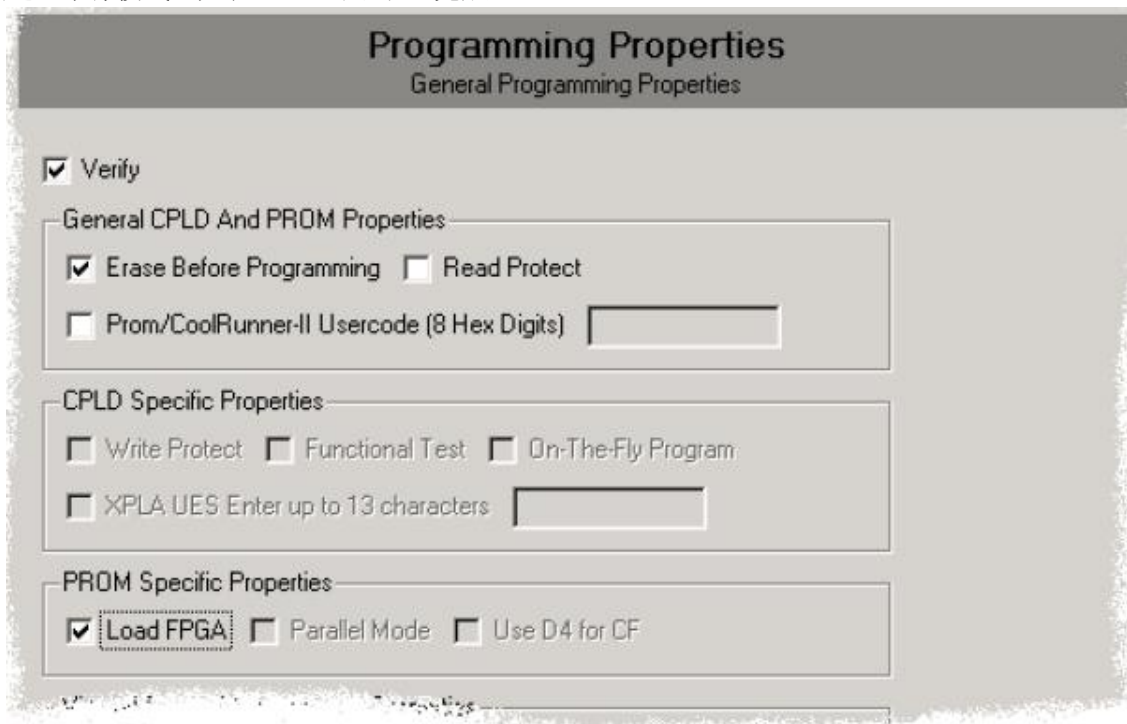 Programming Properties
General Programming Properties
Verify
General CPLD And PROM Properties
Erase Before Programming Read Protect
Prom/CoolRunner-II Usercode (8 Hex Digits)
CPLD Specific Properties
Write Protect Functional Test On-The-Fly Program
XPLA UES Enter up to 13 characters
PROM Specific Properties
Load FPGA Parallel Mode Use D4 for CF